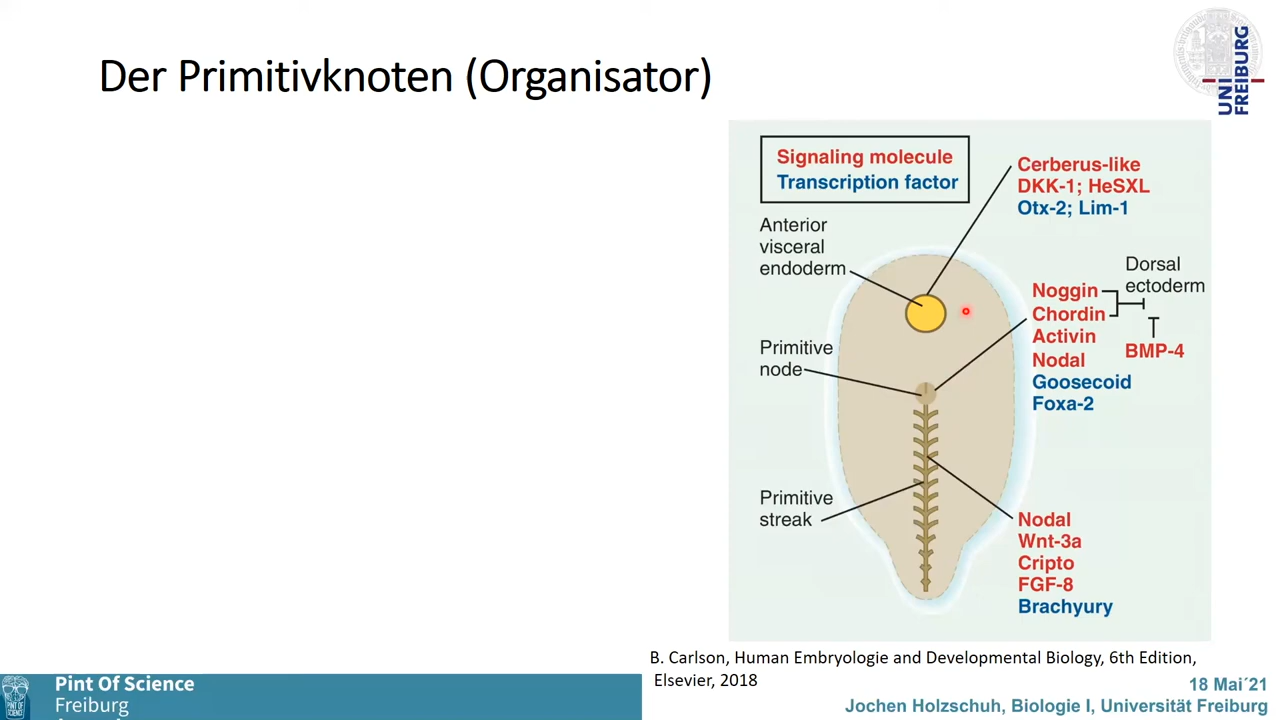 Der Primitivknoten (Organisator)
UNI
FREIBURG
Signaling molecule
Transcription factor
Cerberus-like
DKK-1; HeSXL
Otx-2; Lim-1
Anterior
visceral
endoderm
Dorsal
ectoderm
Noggin
Chordin
Activin
Nodal
Goosecoid
Foxa-2
BMP-4
Primitive
node
Primitive
streak
Nodal
Wnt-3a
Cripto
FGF-8
Brachyury
B. Carlson, Human Embryologie and Developmental Biology, 6th Edition,
Elsevier, 2018
Pint Of Science
Freiburg
18 Mai´21
Jochen Holzschuh, Biologie I, Universität Freiburg